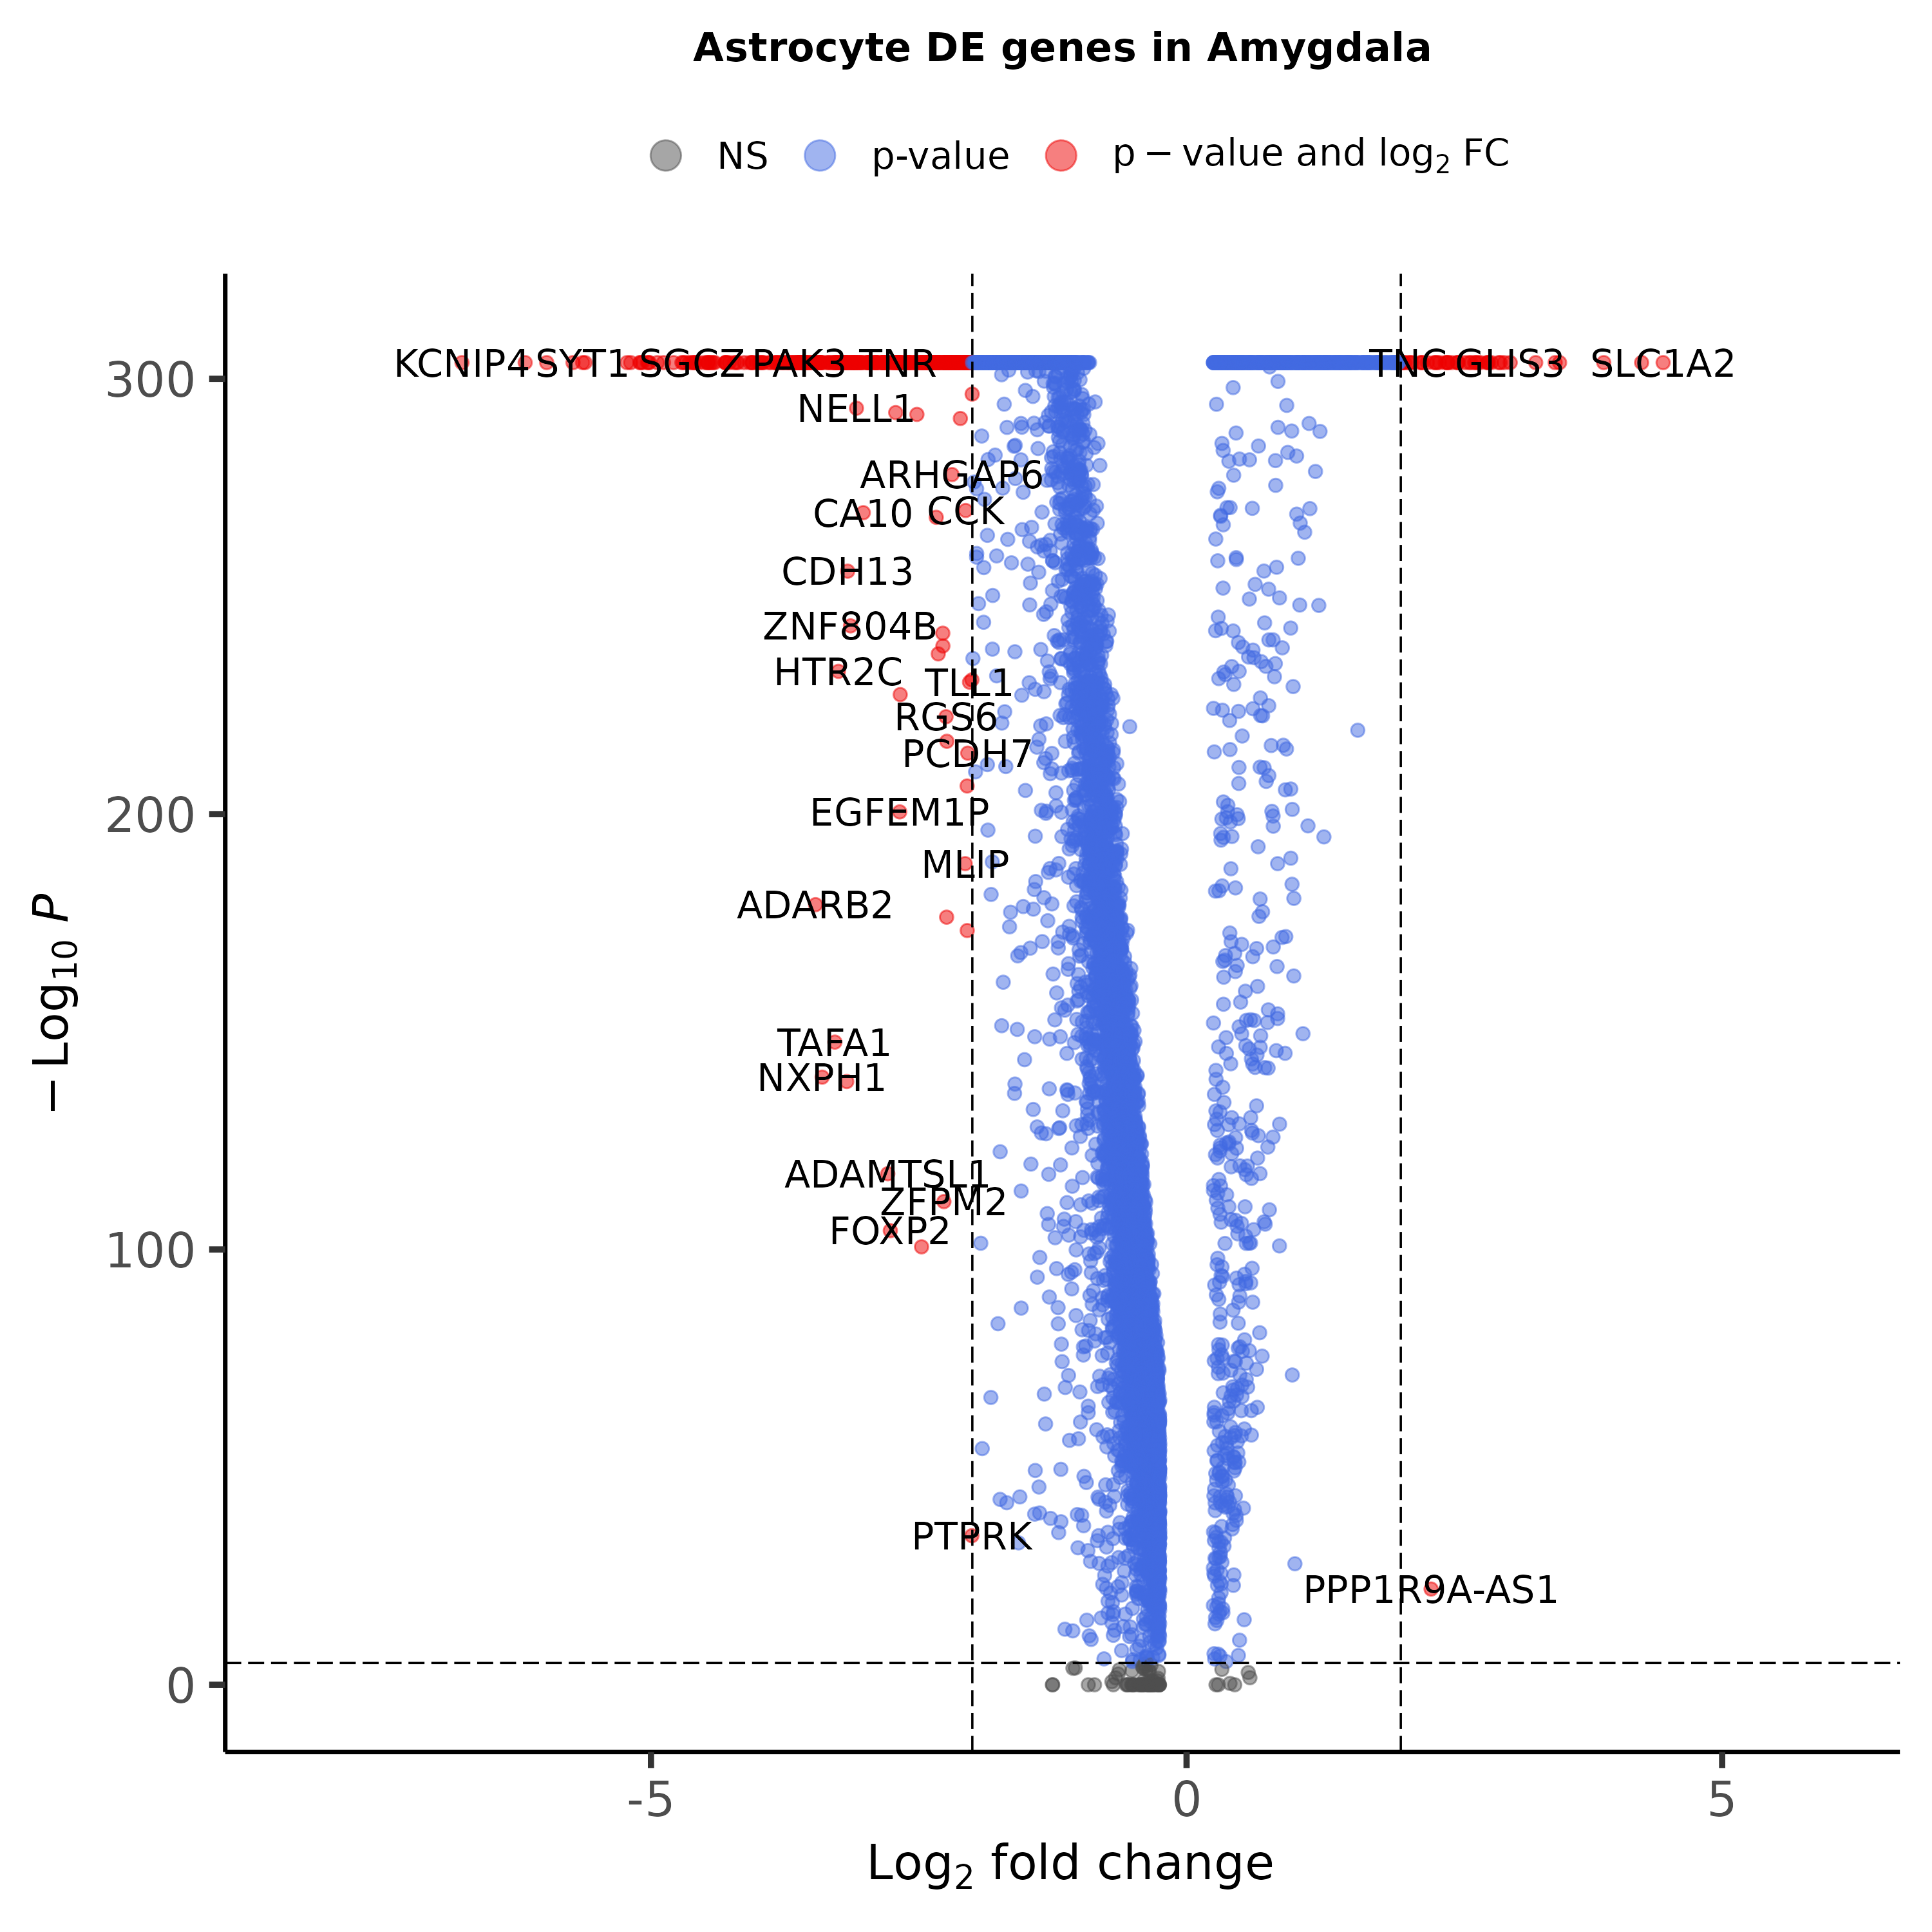 Astrocyte DE genes in Amygdala
NS p-value p − value and log₂ FC
300
200
100
0
− Log₁₀ P
KCNIP4 SYT1 SGCZ PAK3 TNR TNC GLIS3 SLC1A2
NELL1
ARHGAP6
CA10 CCK
CDH13
ZNF804B
HTR2C TLL1
RGS6
PCDH7
EGFEM1P
MLIP
ADARB2
TAFA1
NXPH1
ADAMTSL1
ZFPM2
FOXP2
PTPRK
PPP1R9A-AS1
-5 0 5
Log₂ fold change